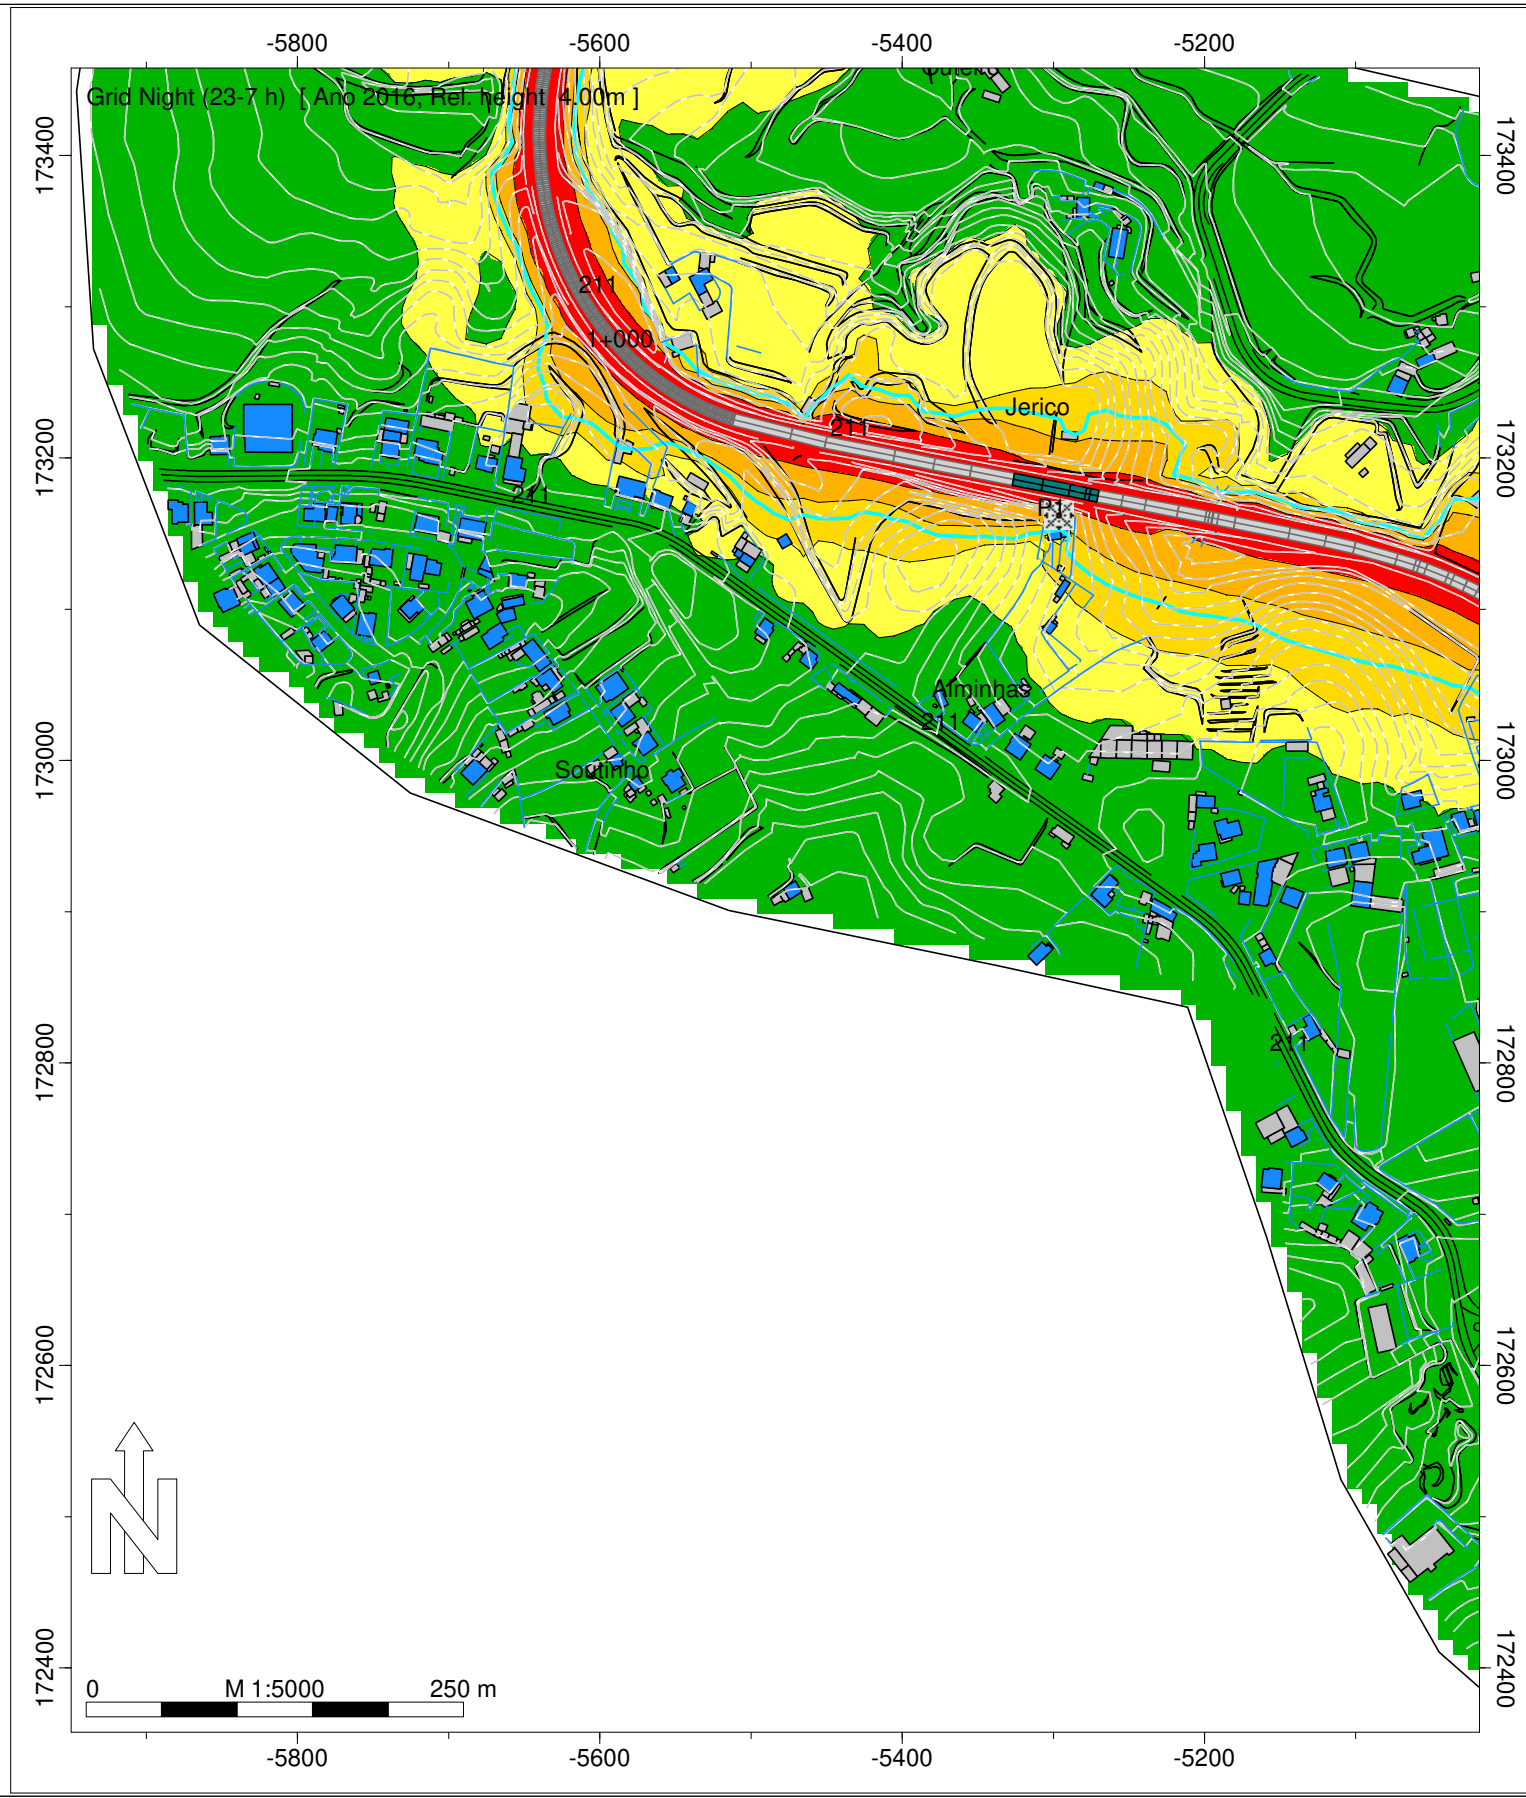 -5800 -5600 -5400 -5200
Grid Night (23-7 h) [ Ano 2016, Rel. height 4.00m ]
173400 173400
211
1+000
Jerico
211
173200 173200
211
P1
Alminhas
211
Soutinho
173000 173000
211
172800 172800
172600 172600
172400 172400
0 M 1:5000 250 m
-5800 -5600 -5400 -5200
N